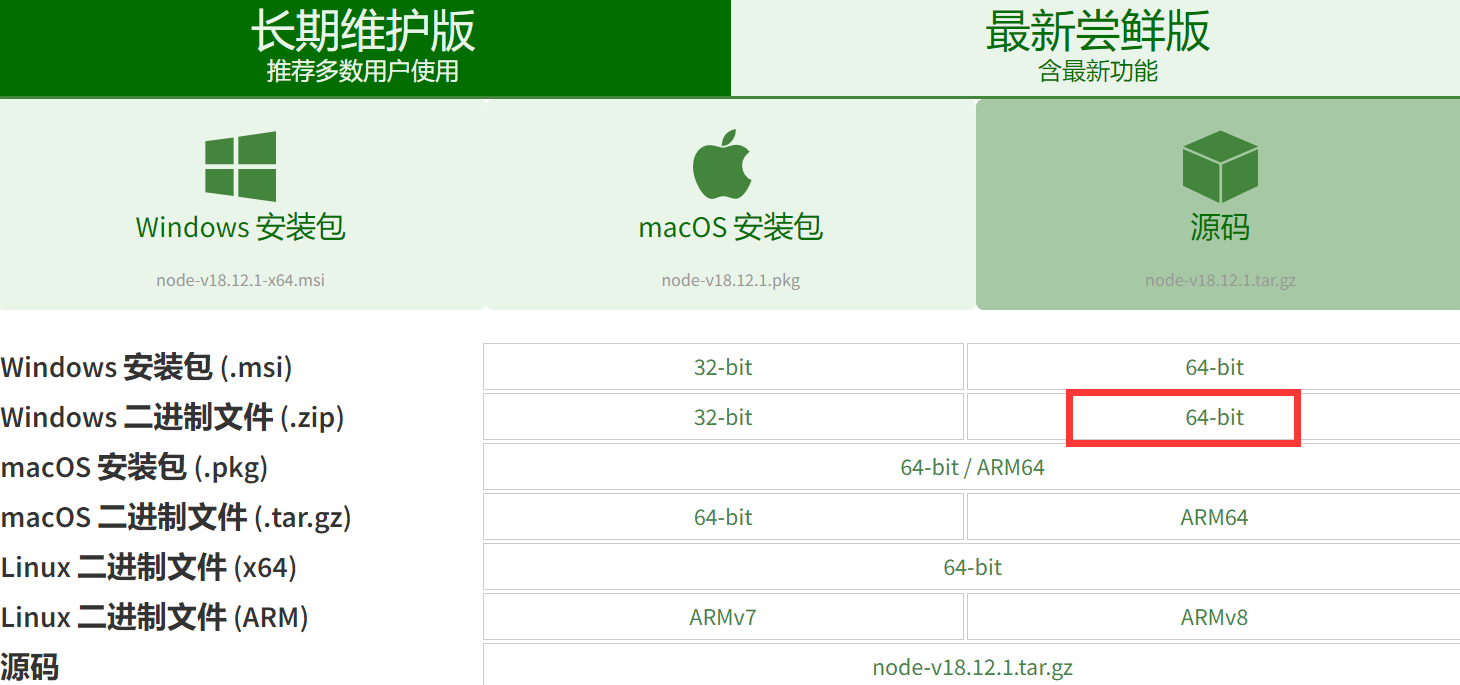 长期维护版
推荐多数用户使用
最新尝鲜版
含最新功能
Windows 安装包
node-v18.12.1-x64.msi
macOS 安装包
node-v18.12.1.pkg
源码
node-v18.12.1.tar.gz
Windows 安装包 (.msi) 32-bit 64-bit
Windows 二进制文件 (.zip) 32-bit 64-bit
macOS 安装包 (.pkg) 64-bit / ARM64
macOS 二进制文件 (.tar.gz) 64-bit ARM64
Linux 二进制文件 (x64) 64-bit
Linux 二进制文件 (ARM) ARMv7 ARMv8
源码 node-v18.12.1.tar.gz